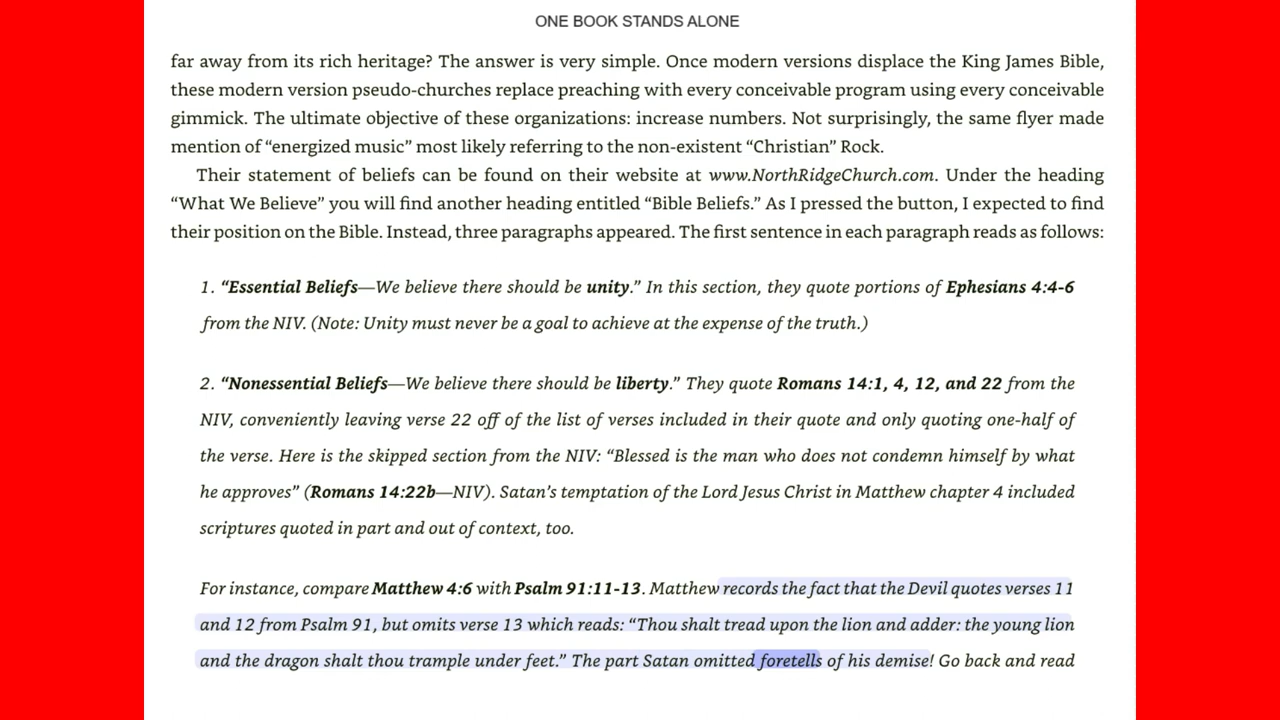 ONE BOOK STANDS ALONE
far away from its rich heritage? The answer is very simple. Once modern versions displace the King James Bible,
these modern version pseudo-churches replace preaching with every conceivable program using every conceivable
gimmick. The ultimate objective of these organizations: increase numbers. Not surprisingly, the same flyer made
mention of “energized music” most likely referring to the non-existent “Christian” Rock.
Their statement of beliefs can be found on their website at www.NorthRidgeChurch.com. Under the heading
“What We Believe” you will find another heading entitled “Bible Beliefs.” As I pressed the button, I expected to find
their position on the Bible. Instead, three paragraphs appeared. The first sentence in each paragraph reads as follows:
1. “Essential Beliefs—We believe there should be unity.” In this section, they quote portions of Ephesians 4:4-6
from the NIV. (Note: Unity must never be a goal to achieve at the expense of the truth.)
2. “Nonessential Beliefs—We believe there should be liberty.” They quote Romans 14:1, 4, 12, and 22 from the
NIV, conveniently leaving verse 22 off of the list of verses included in their quote and only quoting one-half of
the verse. Here is the skipped section from the NIV: “Blessed is the man who does not condemn himself by what
he approves” (Romans 14:22b—NIV). Satan’s temptation of the Lord Jesus Christ in Matthew chapter 4 included
scriptures quoted in part and out of context, too.
For instance, compare Matthew 4:6 with Psalm 91:11-13. Matthew records the fact that the Devil quotes verses 11
and 12 from Psalm 91, but omits verse 13 which reads: “Thou shalt tread upon the lion and adder: the young lion
and the dragon shalt thou trample under feet.” The part Satan omitted foretells of his demise! Go back and read